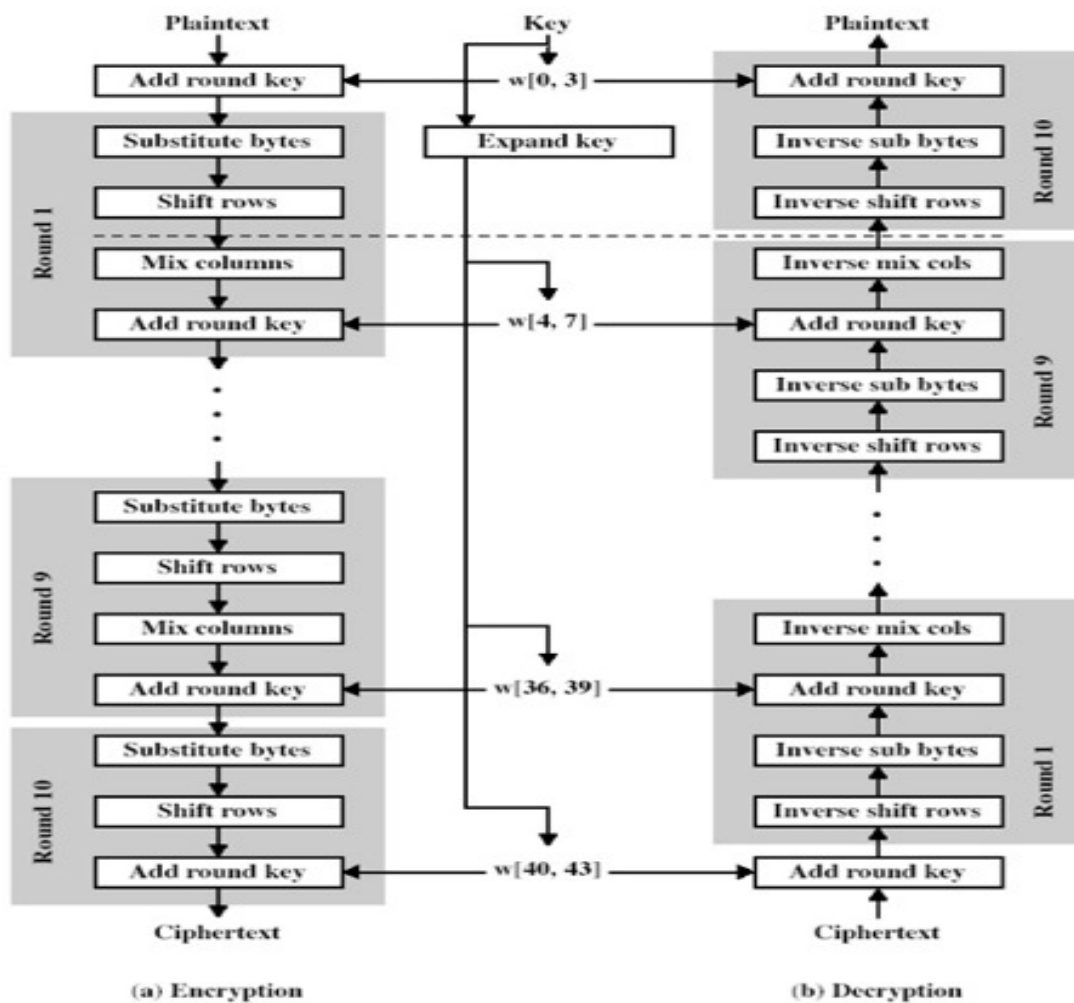 Plaintext
Add round key
Round 1
Substitute bytes
Shift rows
Mix columns
Add round key
Round 9
Substitute bytes
Shift rows
Mix columns
Add round key
Round 10
Substitute bytes
Shift rows
Add round key
Ciphertext
(a) Encryption
Key
w[0, 3]
Expand key
w[4, 7]
w[36, 39]
w[40, 43]
Plaintext
Add round key
Inverse sub bytes
Inverse shift rows
Round 10
Inverse mix cols
Add round key
Inverse sub bytes
Inverse shift rows
Round 9
Inverse mix cols
Add round key
Inverse sub bytes
Inverse shift rows
Round 1
Add round key
Ciphertext
(b) Decryption